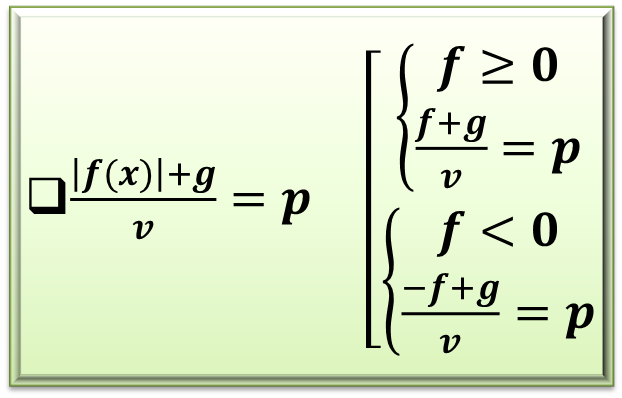 ❑ |f(x)|+g / v = p
f ≥ 0
f+g / v = p
f < 0
−f+g / v = p